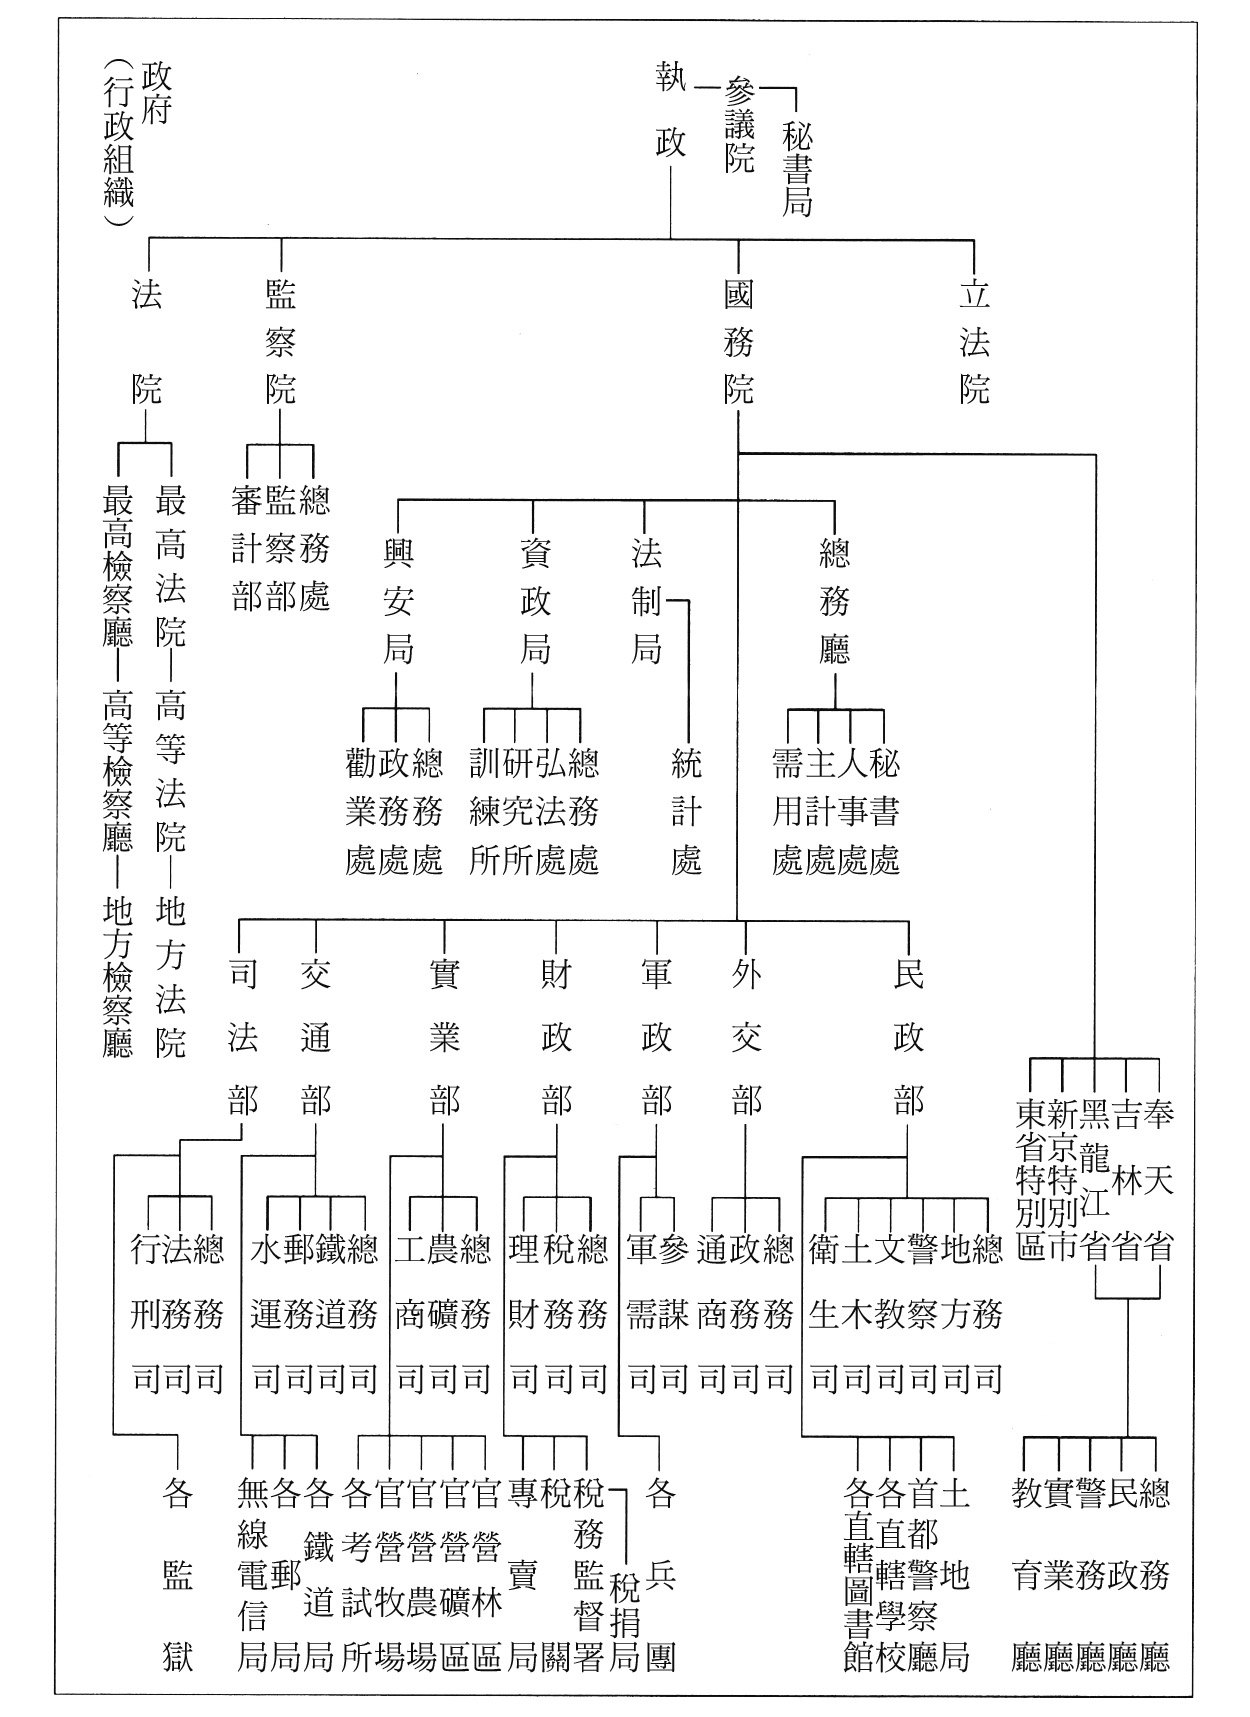 政府
（行政組織）
執政
參議院
秘書局
立法院
國務院
監察院
法院
總務處
監察部
審計部
最高法院
高等法院
地方法院
最高檢察廳
高等檢察廳
地方檢察廳
總務廳
法制局
資政局
興安局
秘書處
人事處
主計處
需用處
統計處
總務處
弘法處
研究所
訓練所
總務處
政務處
勸業處
民政部
外交部
軍政部
財政部
實業部
交通部
司法部
奉天省
吉林省
黑龍江省
新京特別市
東省特別區
總務司
地方司
警察司
文教司
土木司
衛生司
總務司
政務司
通商司
參謀司
軍需司
總務司
稅務司
理財司
總務司
農礦司
工商司
總務司
鐵道司
郵務司
水運司
總務司
法務司
行刑司
總務廳
民政廳
警務廳
實業廳
教育廳
土地局
首都警察廳
各直轄學校
各直轄圖書館
各兵團
稅捐局
稅務監督署
稅關
專賣局
官營林區
官營礦區
官營農場
官營牧場
各考試所
各鐵道局
各郵局
無線電信局
各監獄